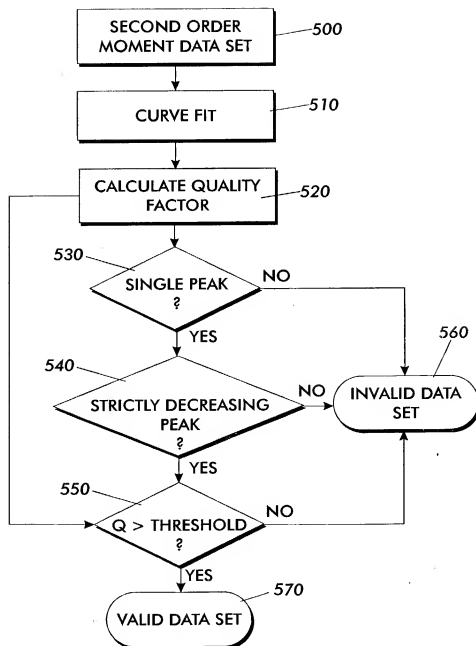 SECOND ORDER
MOMENT DATA SET
500
CURVE FIT
510
CALCULATE QUALITY
FACTOR
520
530
SINGLE PEAK
?
NO
YES
540
STRICTLY DECREASING
PEAK
?
NO
YES
560
INVALID DATA
SET
550
Q > THRESHOLD
?
NO
YES
570
VALID DATA SET